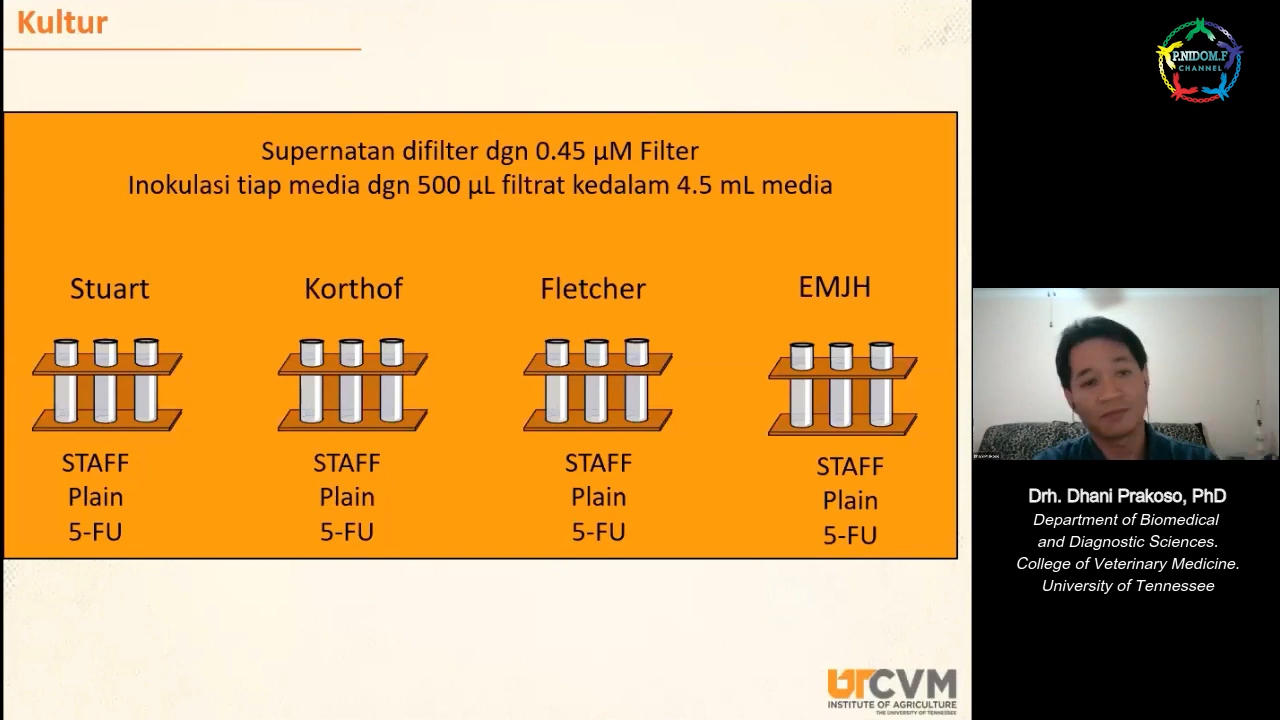 Kultur
Supernatan difilter dgn 0.45 µM Filter
Inokulasi tiap media dgn 500 µL filtrat kedalam 4.5 mL media
Stuart
Korthof
Fletcher
EMJH
STAFF
Plain
5-FU
STAFF
Plain
5-FU
STAFF
Plain
5-FU
STAFF
Plain
5-FU
UTCVM
INSTITUTE OF AGRICULTURE
THE UNIVERSITY OF TENNESSEE
P.NIDOM.F
CHANNEL
Drh. Dhani Prakoso, PhD
Department of Biomedical
and Diagnostic Sciences.
College of Veterinary Medicine.
University of Tennessee